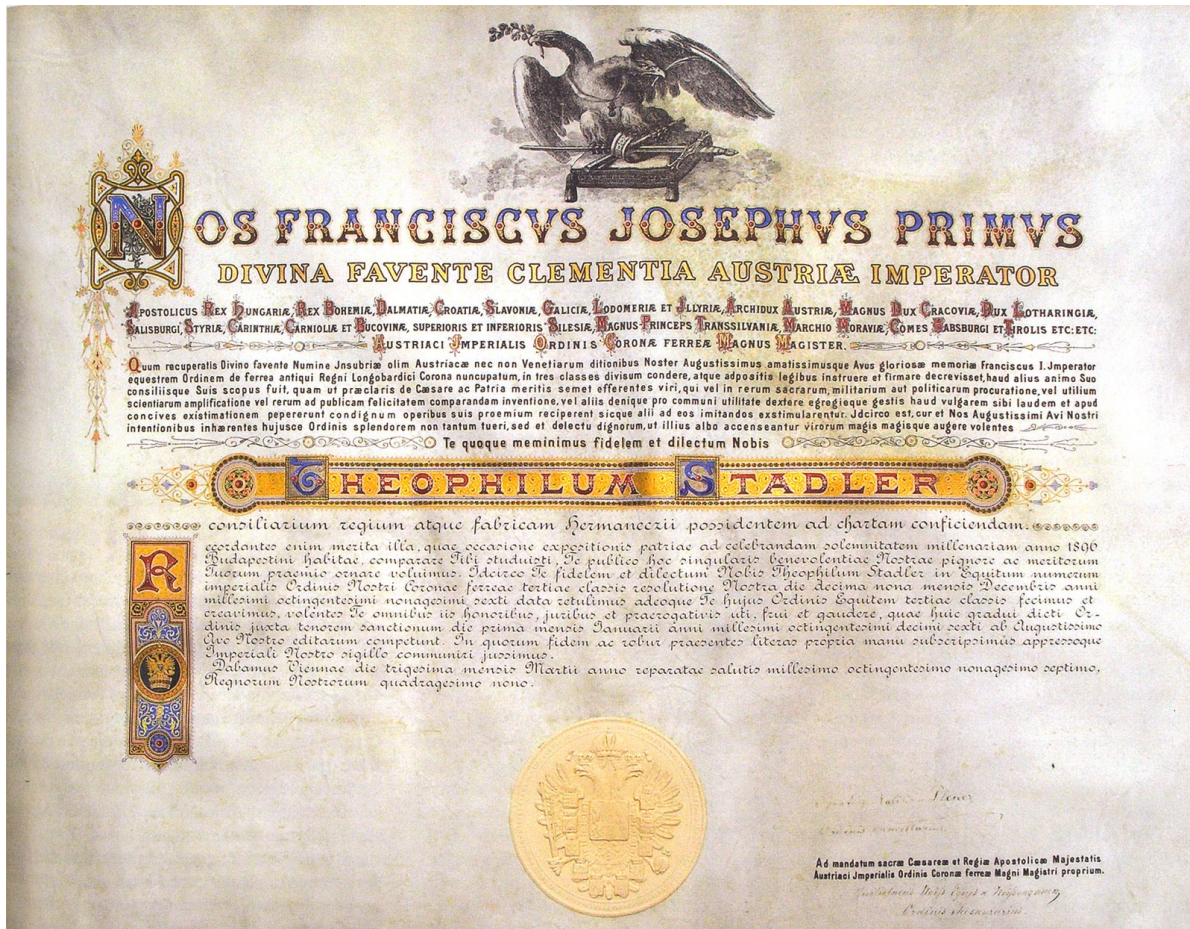 NOS FRANCISCVS JOSEPHVS PRIMVS
DIVINA FAVENTE CLEMENTIA AUSTRIÆ IMPERATOR
APOSTOLICUS REX HUNGARIÆ, REX BOHEMIÆ, DALMATIÆ, CROATIÆ, SLAVONIÆ, GALICIÆ, LODOMERIÆ ET JLLYRIÆ, ARCHIDUX AUSTRIÆ, MAGNUS DUX CRACOVIÆ, DUX LOTHARINGIÆ,
SALISBURGI, STYRIÆ, CARINTHIÆ, CARNIOLIÆ ET BUCOVINÆ, SUPERIORIS ET INFERIORIS SILESIÆ, MAGNUS PRINCEPS TRANSSILVANIÆ, MARCHIO MORAVIÆ, COMES HABSBURGI ET TIROLIS ETC: ETC:
AUSTRIACI JMPERIALIS ORDINIS CORONÆ FERREÆ MAGNUS MAGISTER.
Quum recuperatis Divino favente Numine Jnsubriæ olim Austriacæ nec non Venetiarum ditionibus Noster Augustissimus amatissimusque Avus gloriosæ memoriæ Franciscus I. Jmperator
equestrem Ordinem de ferrea antiqui Regni Longobardici Corona nuncupatum, in tres classes divisum condere, atque adpositis legibus instruere et firmare decrevisset, haud alius animo Suo
consiliisque Suis scopus fuit, quam ut præclaris de Cæsare ac Patria meritis semet efferentes viri, qui vel in rerum sacrarum, militarium aut politicarum procuratione, vel utilium
scientiarum amplificatione vel rerum ad publicam felicitatem comparandam inventione, vel aliis denique pro communi utilitate dextere egregieque gestis haud vulgarem sibi laudem et apud
concives existimationem pepererunt condignum operibus suis proemium reciperent sicque alii ad eos imitandos exstimularentur. Jdcirco est, cur et Nos Augustissimi Avi Nostri
intentionibus inhærentes hujusce Ordinis splendorem non tantum tueri, sed et delectu dignorum, ut illius albo accenseantur virorum magis magisque augere volentes
Te quoque meminimus fidelem et dilectum Nobis
THEOPHILUM STADLER
consiliarium regium atque fabricam Hermaneczii possidentem ad chartam conficiendam.
Recordantes enim merita illa, quae occasione expositionis patriae ad celebrandam solemnitatem millenariam anno 1896
Budapestini habitae, comparare Tibi studuisti, Te publico hoc singularis benevolentiae Nostrae pignore ac meritorum
Tuorum praemio ornare voluimus. Idcirco Te fidelem et dilectum Nobis Theophilum Stadler in Equitum numerum
imperialis Ordinis Nostri Coronae ferreae tertiae classis resolutione Nostra die decima nona mensis Decembris anni
millesimi octingentesimi nonagesimi sexti data retulimus adeoque Te hujus Ordinis Equitem tertiae classis fecimus et
creavimus, volentes Te omnibus iis honoribus, juribus et praerogativis uti, frui et gaudere, quae huic gradui dicti Or-
dinis juxta tenorem sanctionum die prima mensis Januarii anni millesimi octingentesimi decimi sexti ab Augustissimo
Avo Nostro editarum competunt. In quorum fidem ac robur praesentes literas propria manu subscripsimus appressoque
Imperiali Nostro sigillo communiri jussimus.
Dabamus Viennae die trigesima mensis Martii anno reparatae salutis millesimo octingentesimo nonagesimo septimo,
Regnorum Nostrorum quadragesimo nono.
Plener
Ordinis cancellarius.
Ad mandatum sacræ Cæsareæ et Regiæ Apostolicæ Majestatis
Austriaci Jmperialis Ordinis Coronæ ferreæ Magni Magistri proprium.
Ordinis thesaurarius.